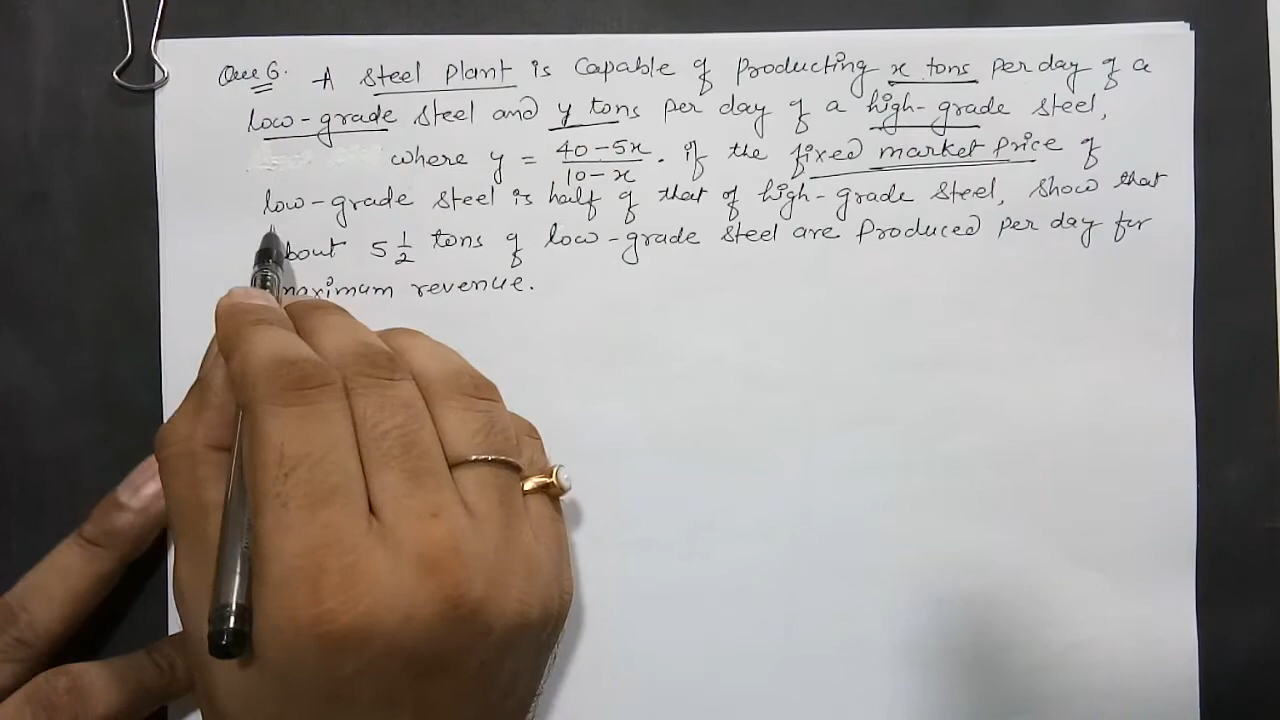 Que 6. A steel plant is capable of producting x tons per day of a
low-grade steel and y tons per day of a high-grade steel,
where y = (40-5x)/(10-x). if the fixed market price of
low-grade steel is half of that of high-grade steel, show that
about 5 1/2 tons of low-grade steel are produced per day for
maximum revenue.